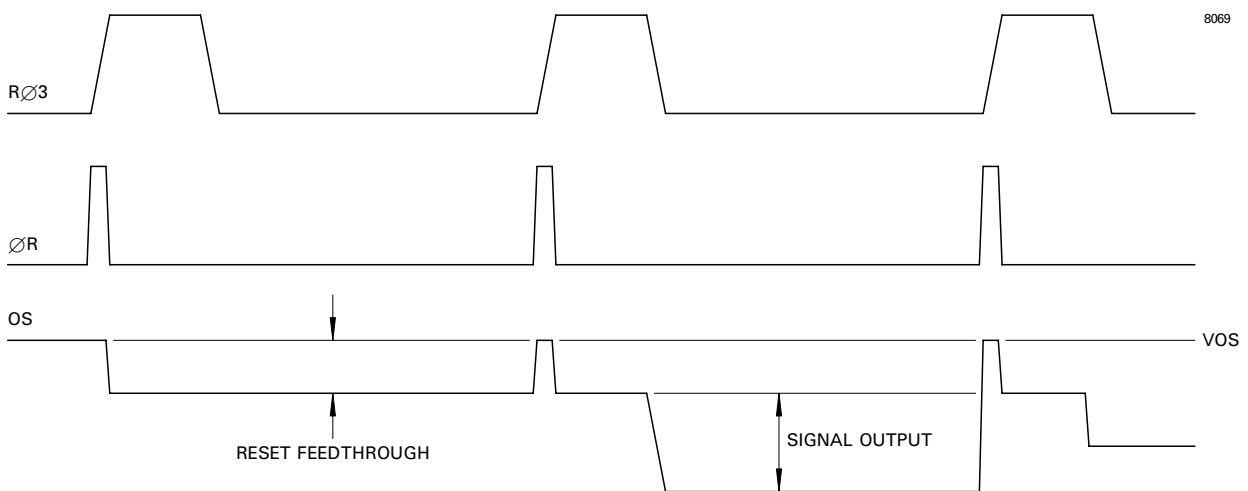 8069
R∅3
∅R
OS
VOS
RESET FEEDTHROUGH
SIGNAL OUTPUT